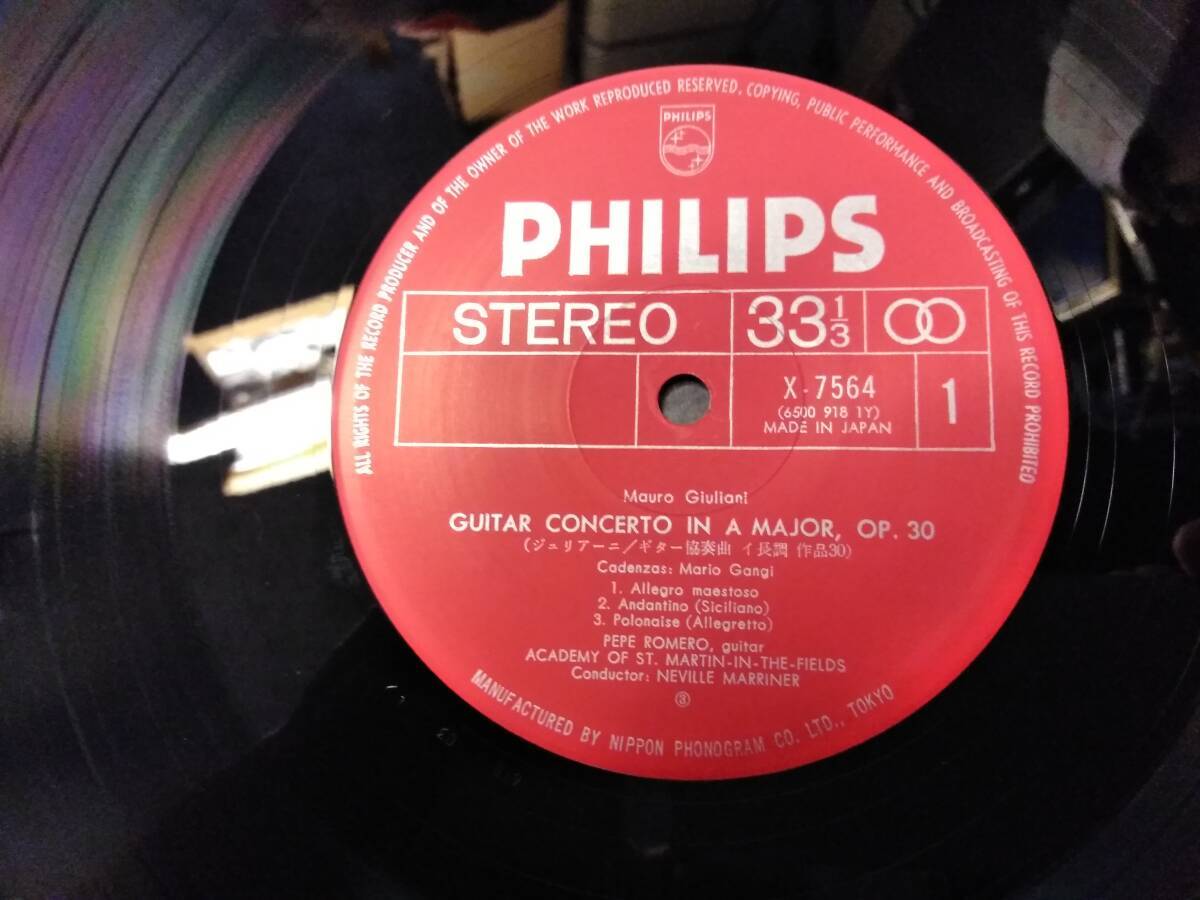 ALL RIGHTS OF THE RECORD PRODUCER AND OF THE OWNER OF THE WORK REPRODUCED RESERVED. COPYING, PUBLIC PERFORMANCE AND BROADCASTING OF THIS RECORD PROHIBITED
PHILIPS
PHILIPS
STEREO 33 1/3
X-7564
(6500 918 1Y)
MADE IN JAPAN
1
Mauro Giuliani
GUITAR CONCERTO IN A MAJOR, OP. 30
(ジュリアーニ/ギター協奏曲 イ長調 作品30)
Cadenzas: Mario Gangi
1. Allegro maestoso
2. Andantino (Siciliano)
3. Polonaise (Allegretto)
PEPE ROMERO, guitar
ACADEMY OF ST. MARTIN-IN-THE-FIELDS
Conductor: NEVILLE MARRINER
③
MANUFACTURED BY NIPPON PHONOGRAM CO. LTD., TOKYO